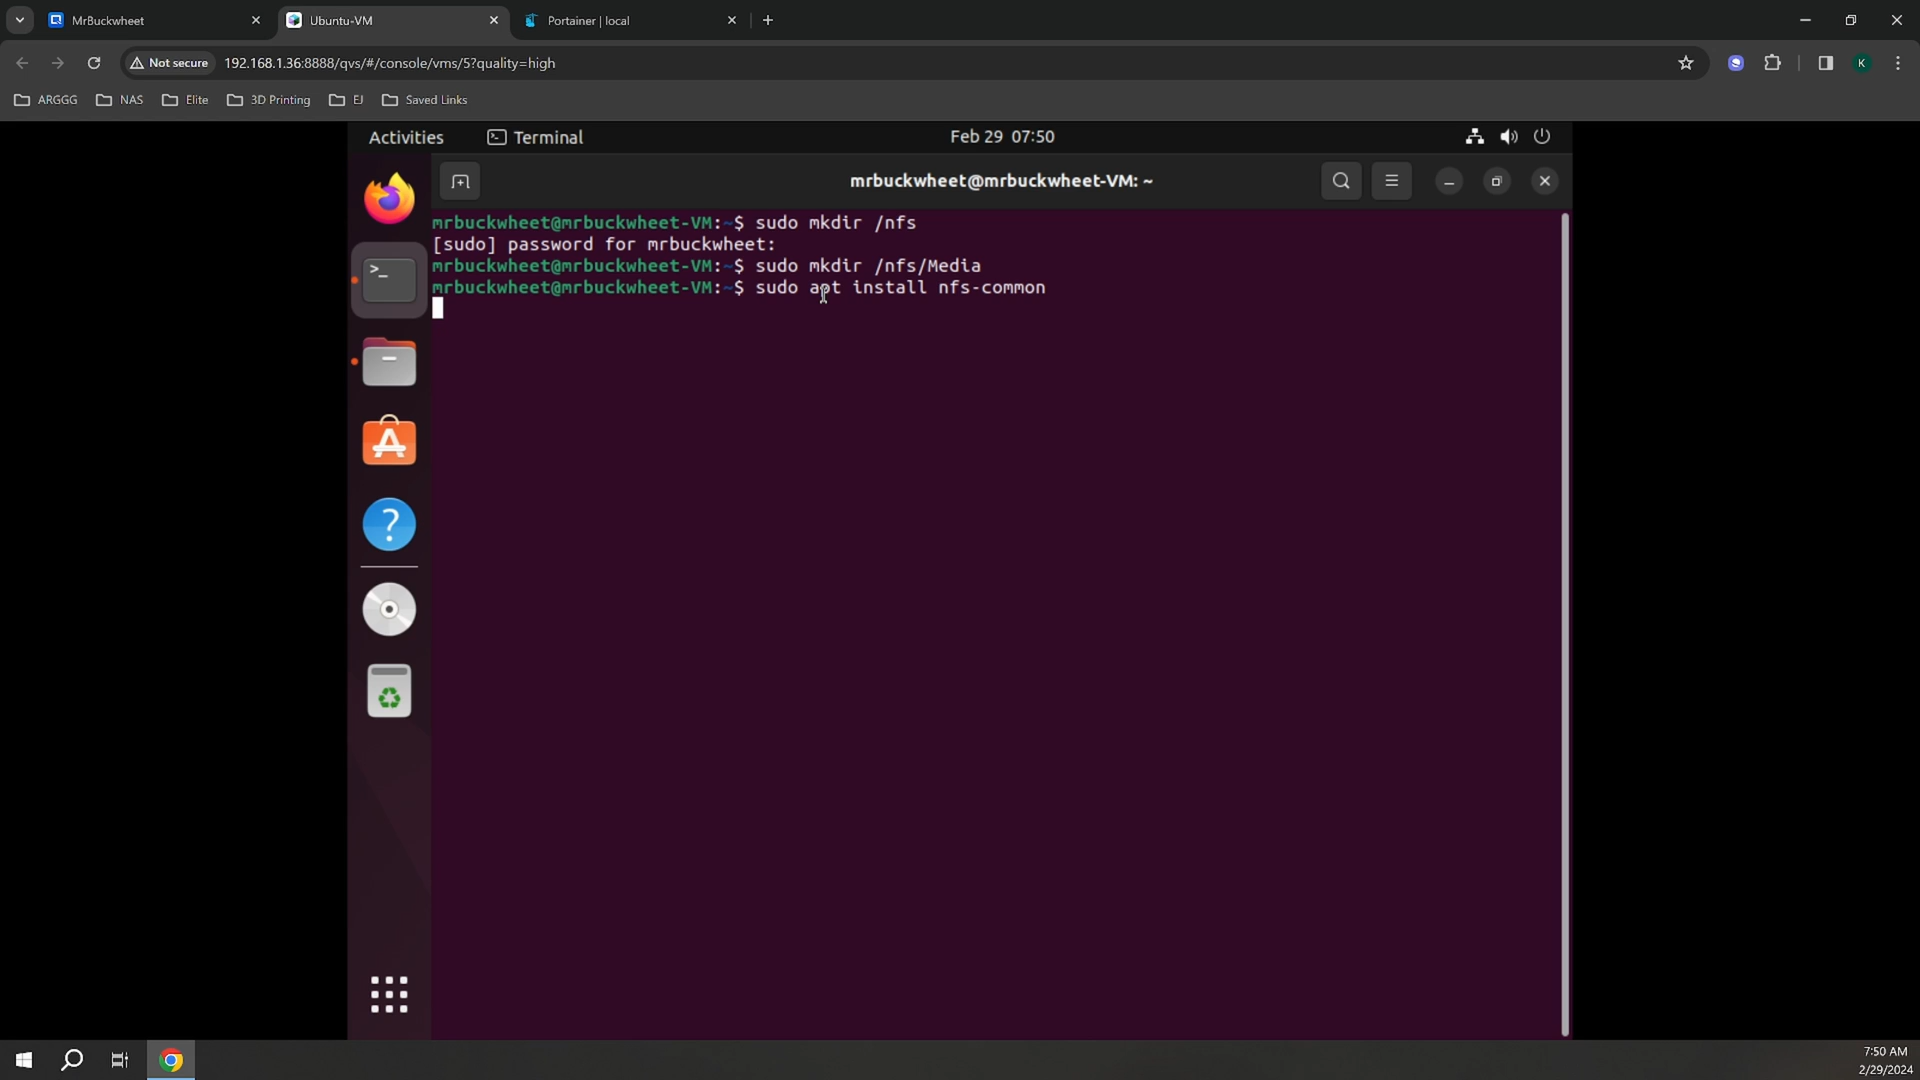 MrBuckwheet
Ubuntu-VM
Portainer | local
Not secure
192.168.1.36:8888/qvs/#/console/vms/5?quality=high
K
ARGGG
NAS
Elite
3D Printing
EJ
Saved Links
Activities
Terminal
Feb 29 07:50
mrbuckwheet@mrbuckwheet-VM: ~
mrbuckwheet@mrbuckwheet-VM:~$ sudo mkdir /nfs
[sudo] password for mrbuckwheet:
mrbuckwheet@mrbuckwheet-VM:~$ sudo mkdir /nfs/Media
mrbuckwheet@mrbuckwheet-VM:~$ sudo apt install nfs-common
7:50 AM
2/29/2024